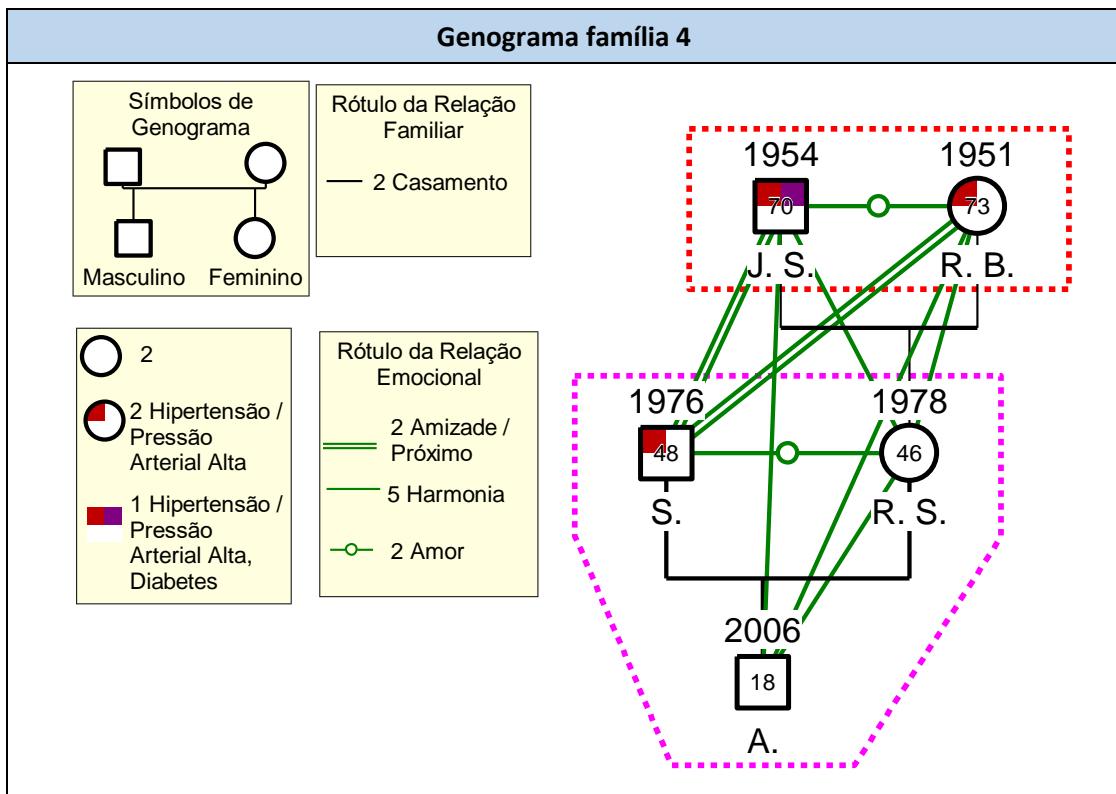 Genograma família 4
Símbolos de
Genograma
Masculino
Feminino
Rótulo da Relação
Familiar
2 Casamento
2
2 Hipertensão /
Pressão
Arterial Alta
1 Hipertensão /
Pressão
Arterial Alta,
Diabetes
Rótulo da Relação
Emocional
2 Amizade /
Próximo
5 Harmonia
2 Amor
1954
1951
70
73
J. S.
R. B.
1976
1978
48
46
S.
R. S.
2006
18
A.